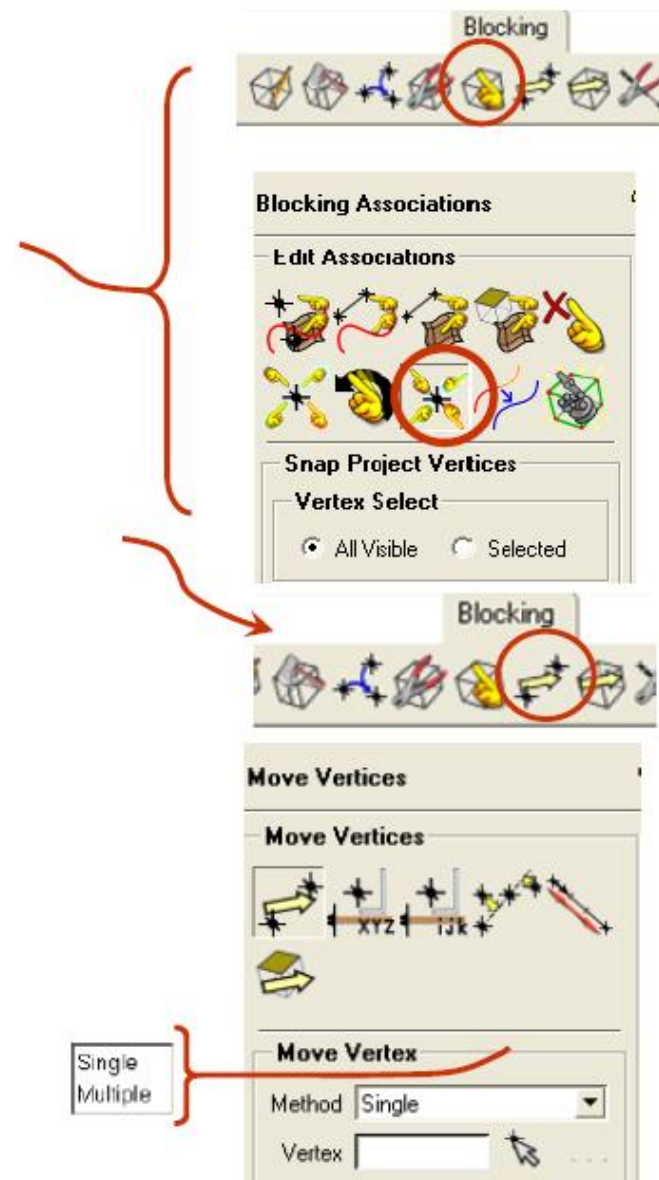 Blocking
Blocking Associations
Edit Associations
Snap Project Vertices
Vertex Select
All Visible Selected
Blocking
Move Vertices
Move Vertices
XYZ ijk
Move Vertex
Single
Multiple
Method Single
Vertex